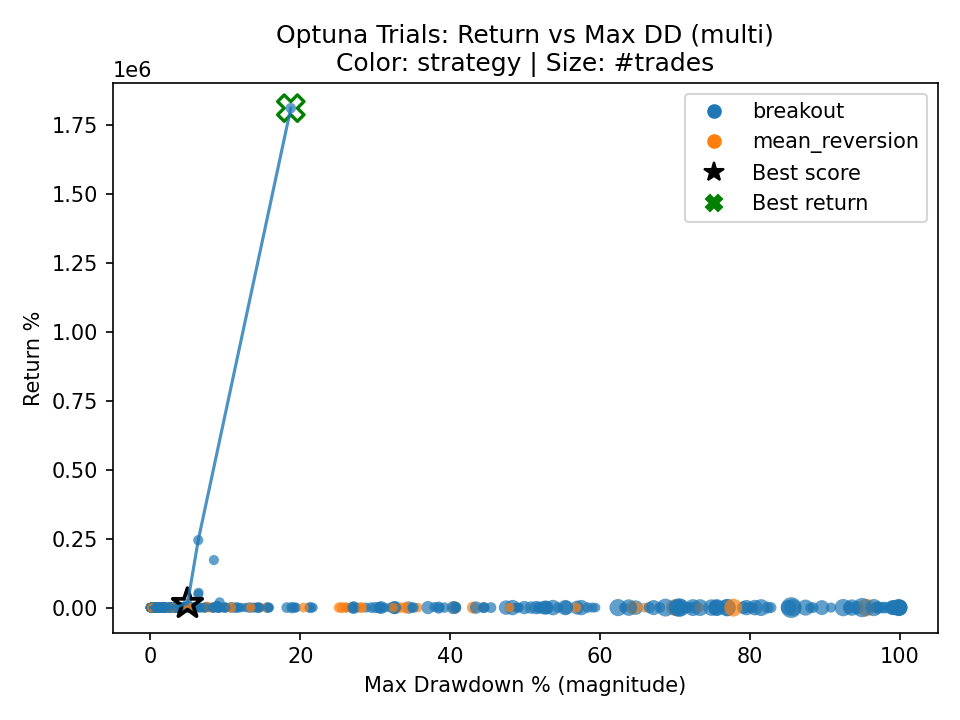 Optuna Trials: Return vs Max DD (multi)
Color: strategy | Size: #trades
1e6
1.75
1.50
1.25
1.00
0.75
0.50
0.25
0.00
Return %
breakout
mean_reversion
Best score
Best return
0 20 40 60 80 100
Max Drawdown % (magnitude)